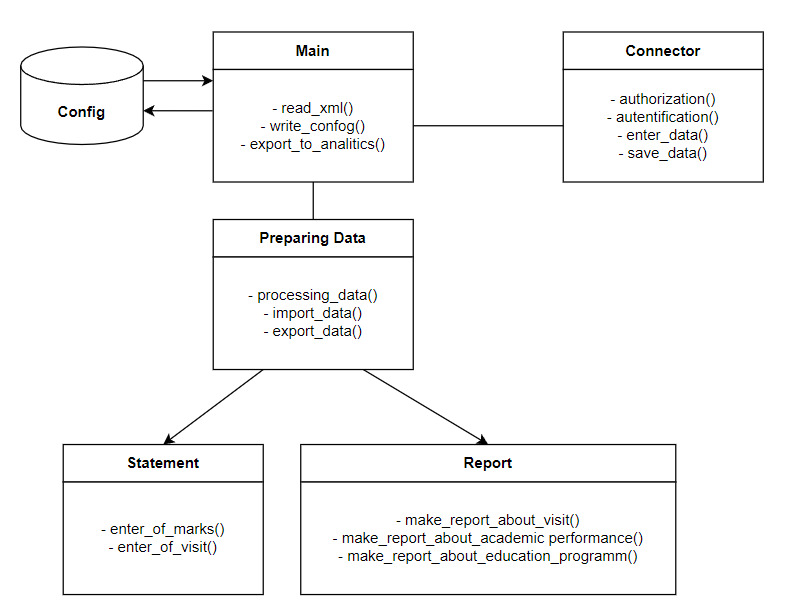 Config
Main
- read_xml()
- write_confog()
- export_to_analitics()
Connector
- authorization()
- autentification()
- enter_data()
- save_data()
Preparing Data
- processing_data()
- import_data()
- export_data()
Statement
- enter_of_marks()
- enter_of_visit()
Report
- make_report_about_visit()
- make_report_about_academic performance()
- make_report_about_education_programm()